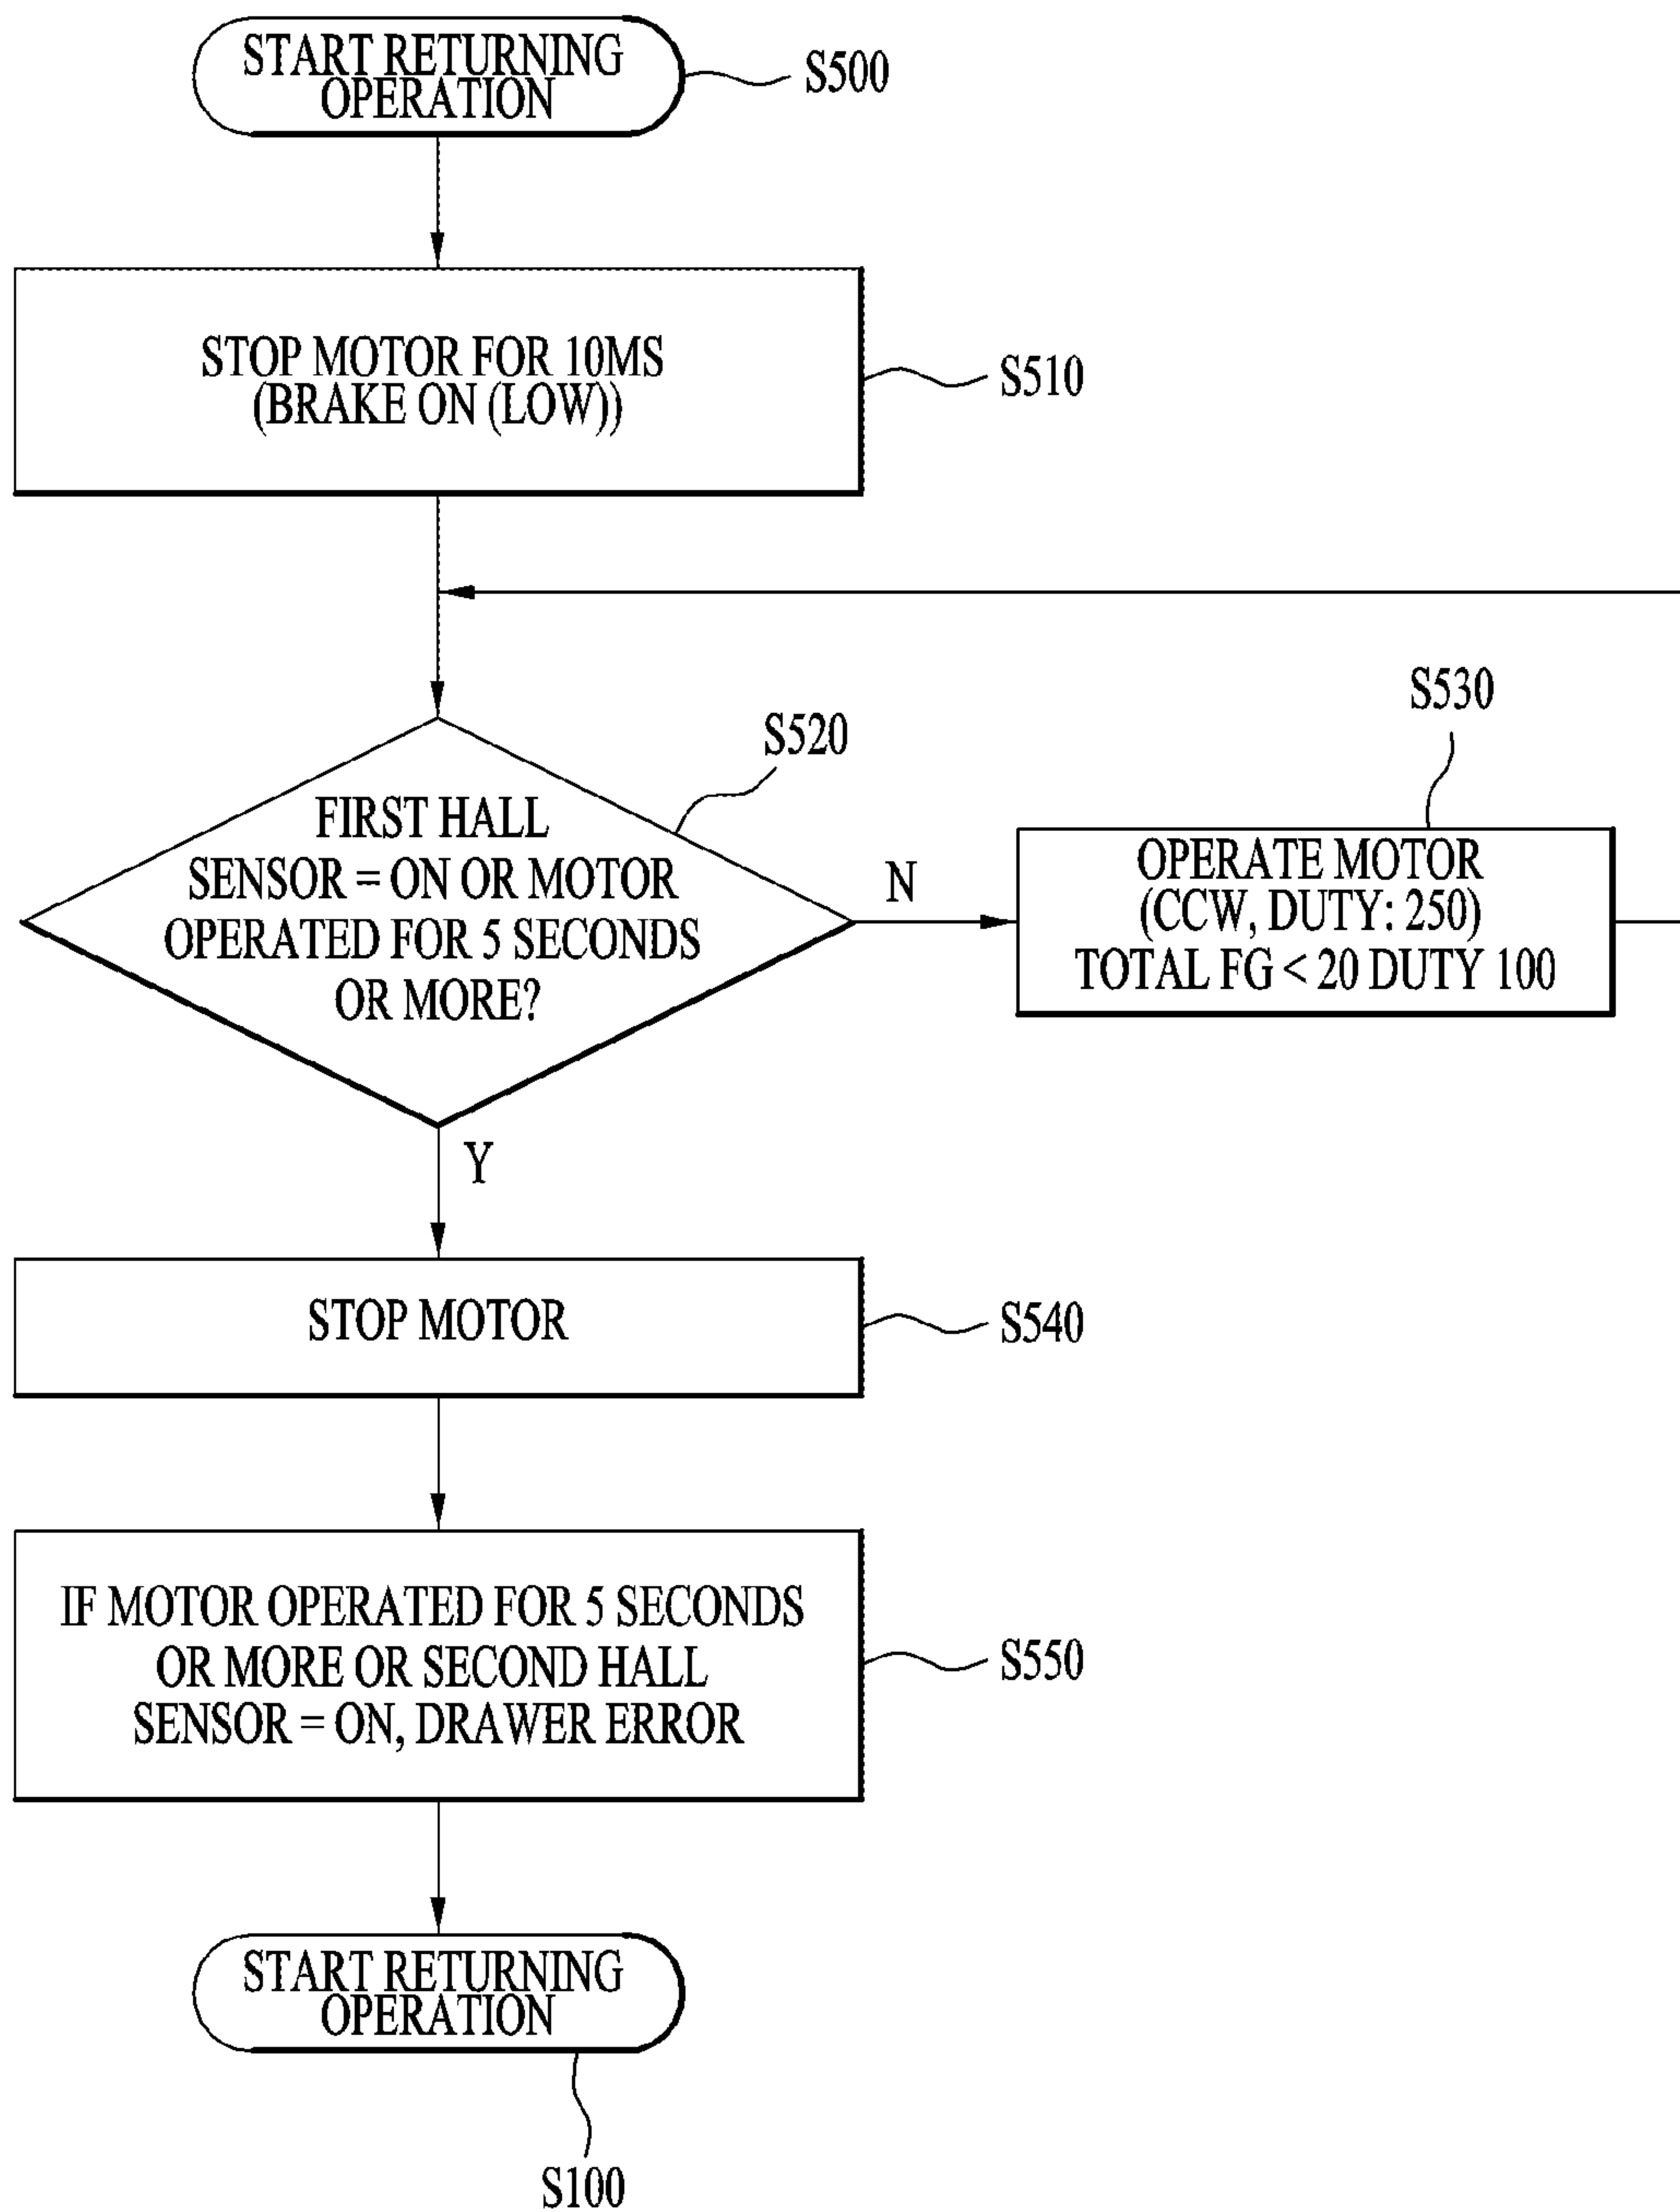 START RETURNING
OPERATION
S500
STOP MOTOR FOR 10MS
(BRAKE ON (LOW))
S510
S520
FIRST HALL
SENSOR = ON OR MOTOR
OPERATED FOR 5 SECONDS
OR MORE?
N
S530
OPERATE MOTOR
(CCW, DUTY: 250)
TOTAL FG < 20 DUTY 100
Y
STOP MOTOR
S540
IF MOTOR OPERATED FOR 5 SECONDS
OR MORE OR SECOND HALL
SENSOR = ON, DRAWER ERROR
S550
START RETURNING
OPERATION
S100